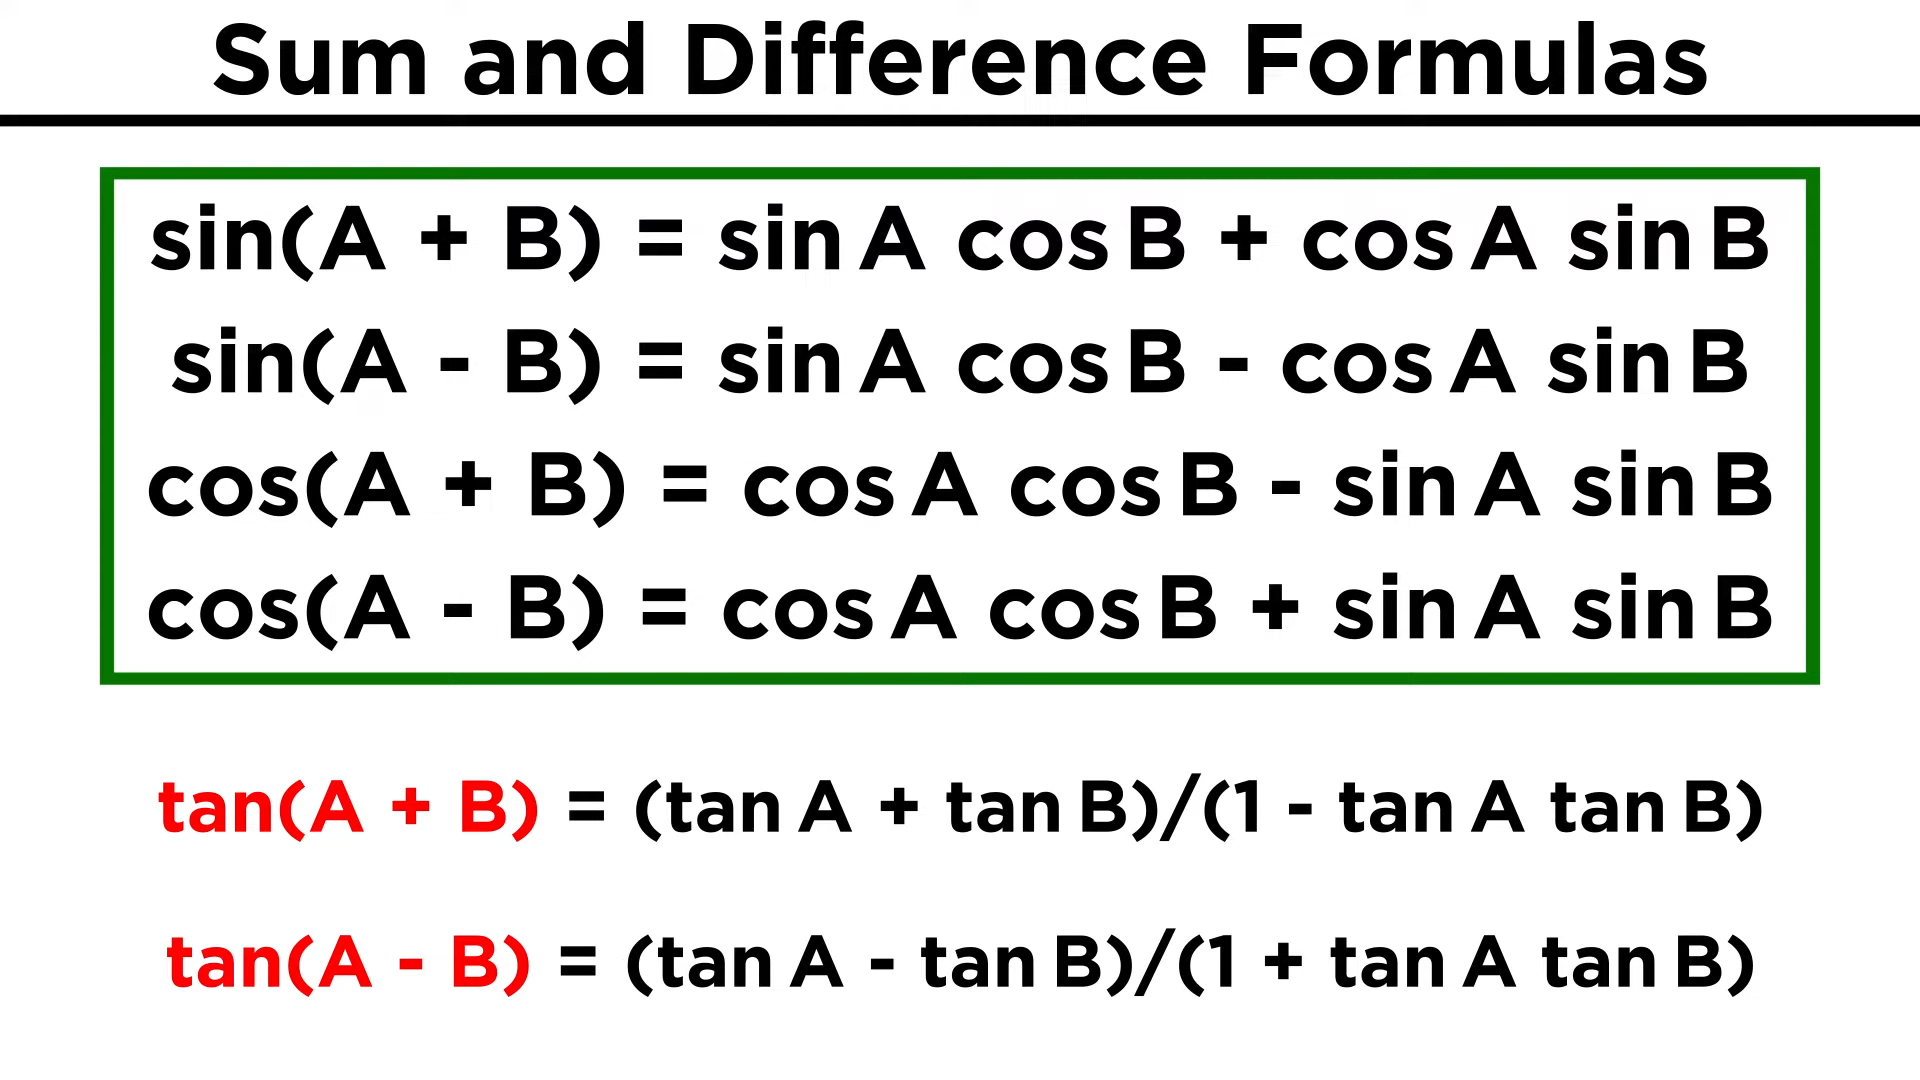 Sum and Difference Formulas
sin(A + B) = sin A cos B + cos A sin B
sin(A - B) = sin A cos B - cos A sin B
cos(A + B) = cos A cos B - sin A sin B
cos(A - B) = cos A cos B + sin A sin B
tan(A + B) = (tan A + tan B)/(1 - tan A tan B)
tan(A - B) = (tan A - tan B)/(1 + tan A tan B)